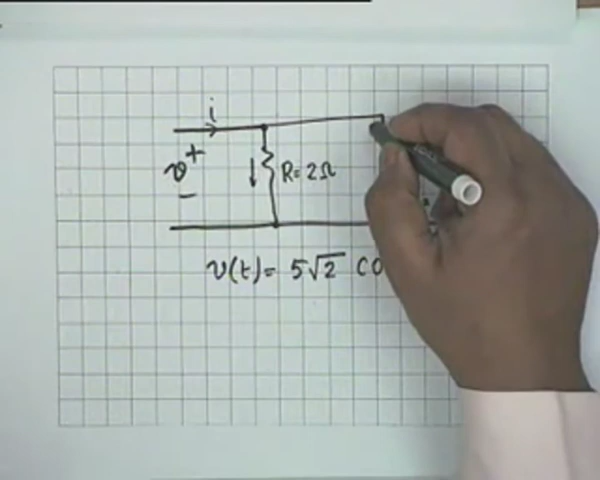 i
+
v
-
R = 2Ω
v(t) = 5√2 CO